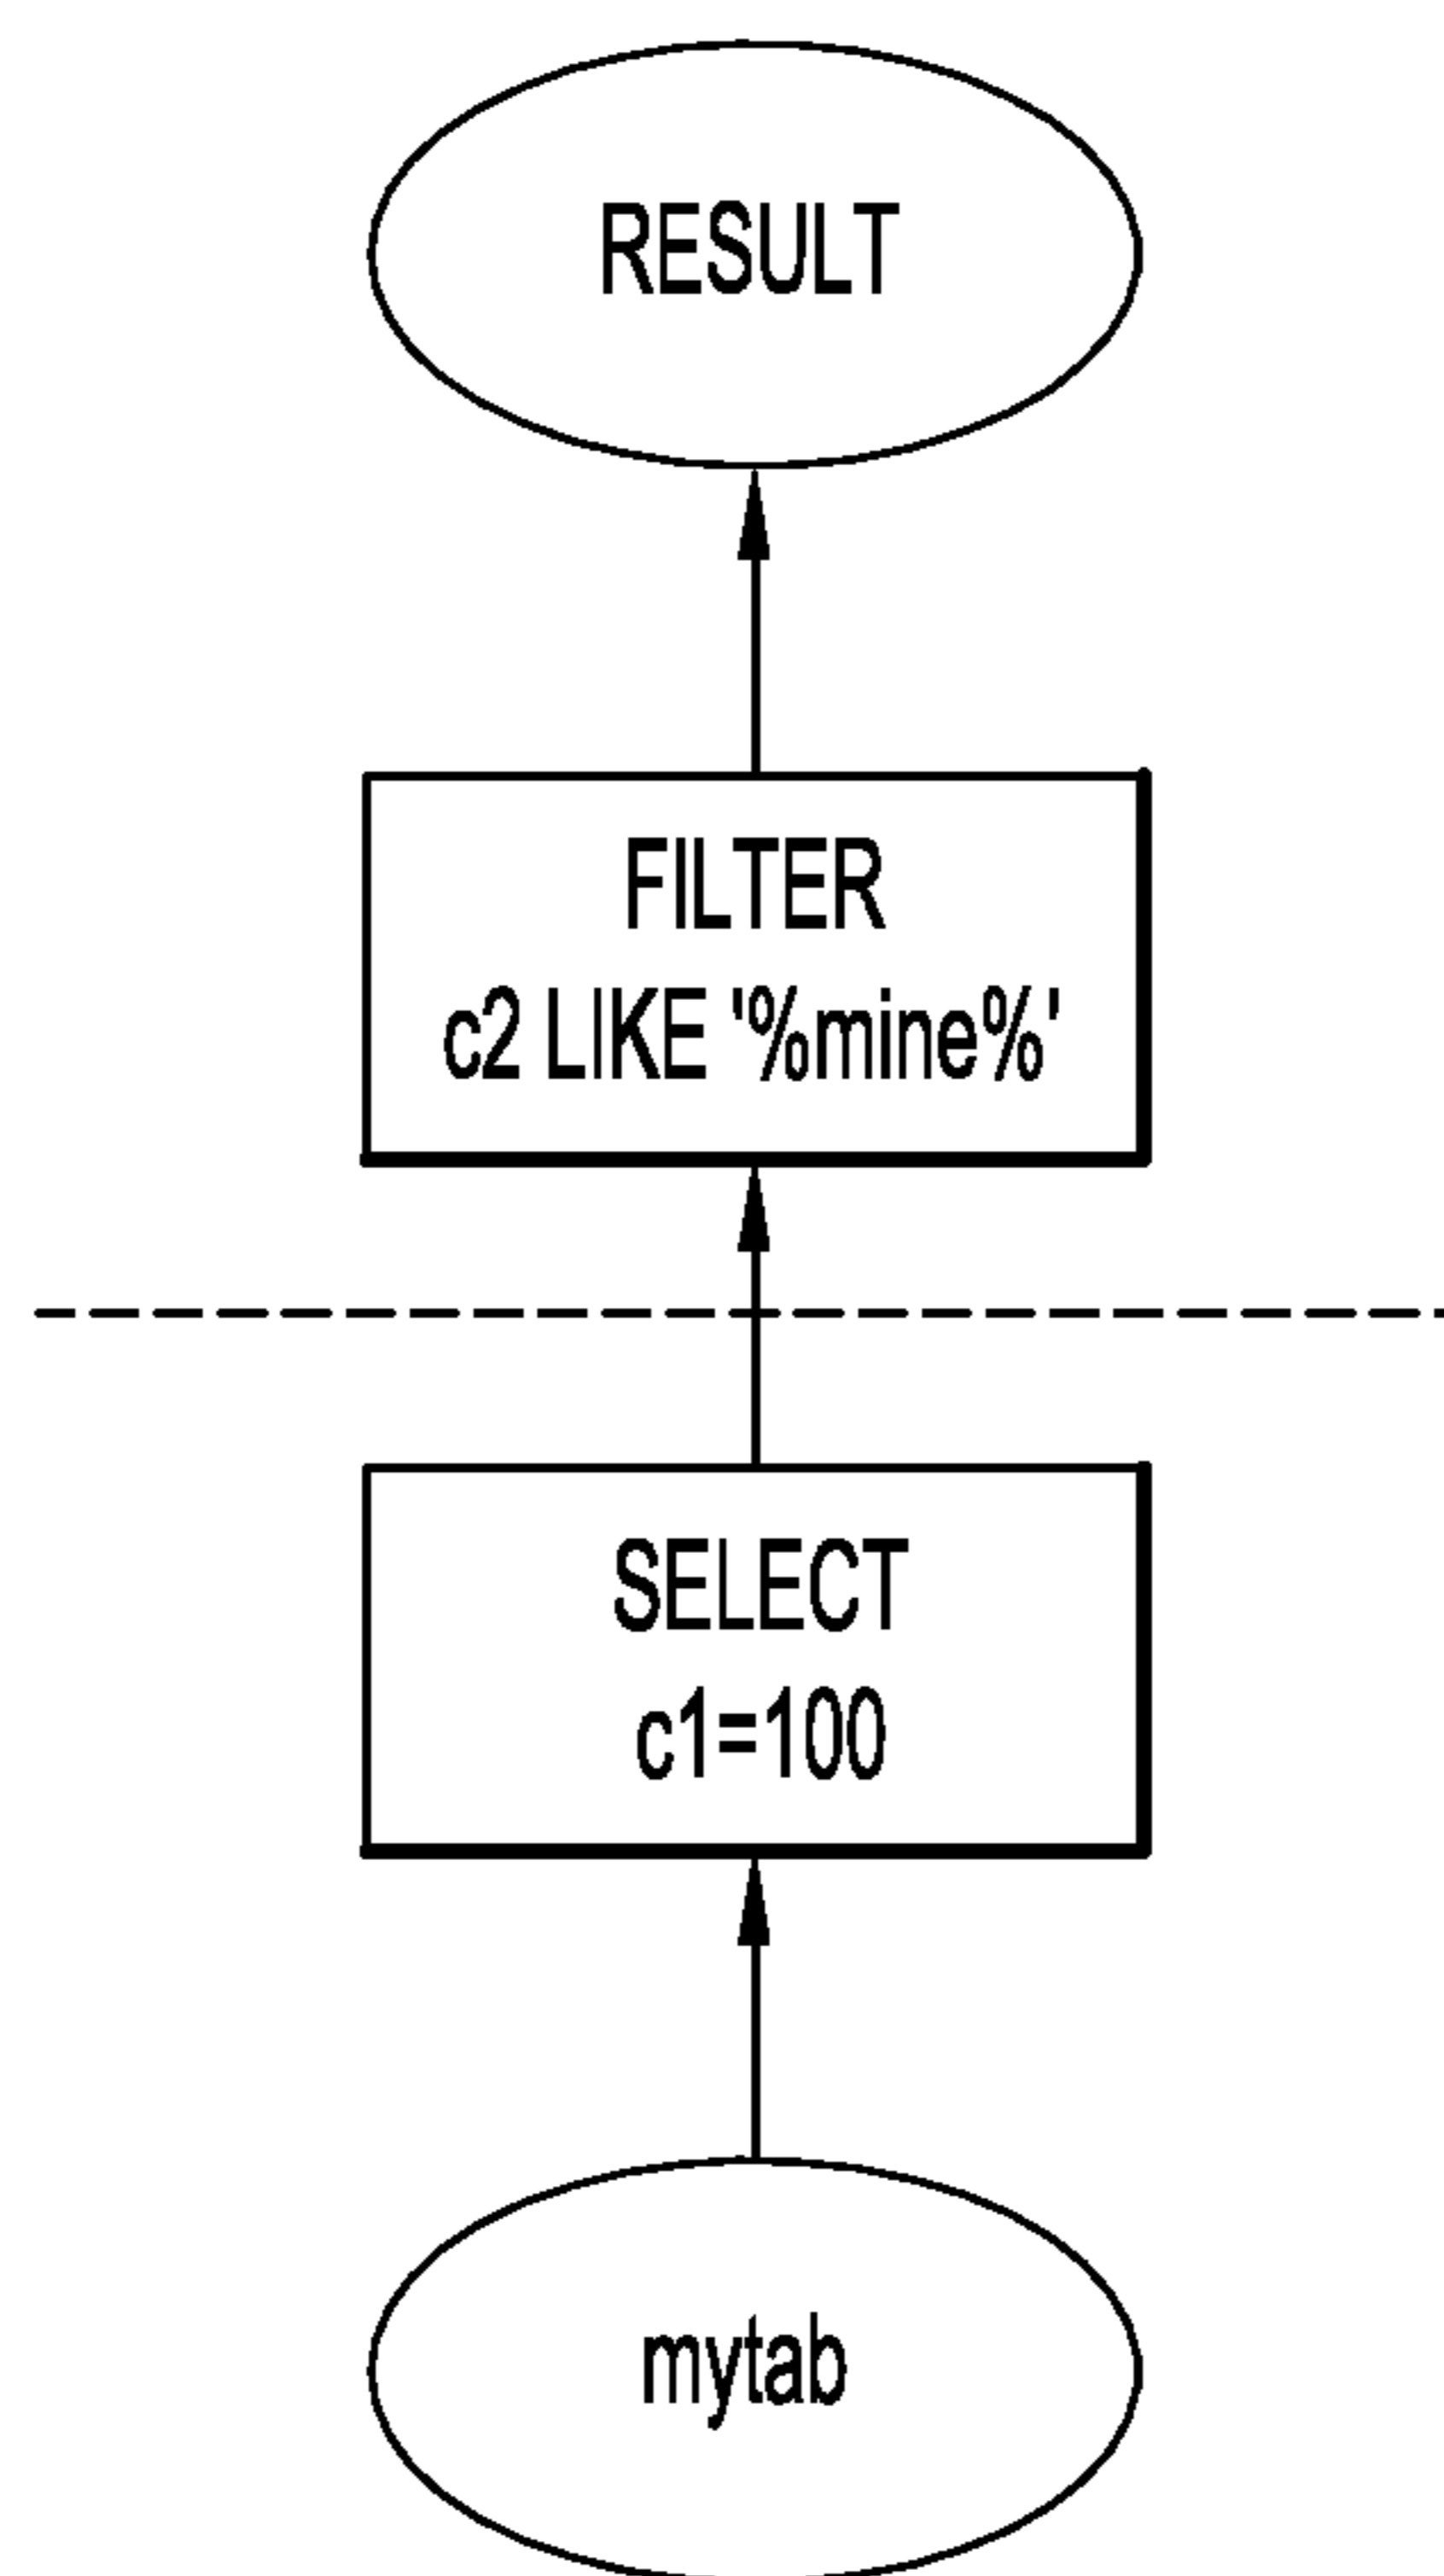 RESULT
FILTER
c2 LIKE '%mine%'
SELECT
c1=100
mytab